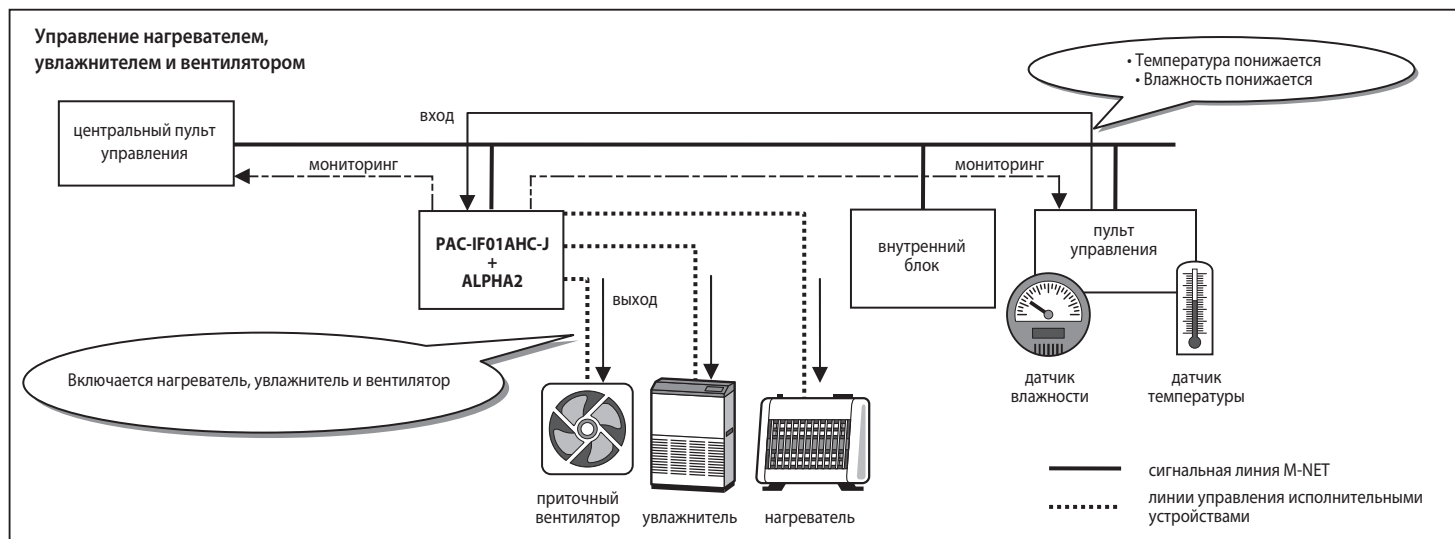 Управление нагревателем,
увлажнителем и вентилятором
• Температура понижается
• Влажность понижается
центральный пульт
управления
вход
мониторинг
мониторинг
PAC-IF01AHC-J
+
ALPHA2
внутренний
блок
пульт
управления
выход
Включается нагреватель, увлажнитель и вентилятор
датчик
влажности
датчик
температуры
приточный
вентилятор
увлажнитель
нагреватель
сигнальная линия M-NET
линии управления исполнительными
устройствами